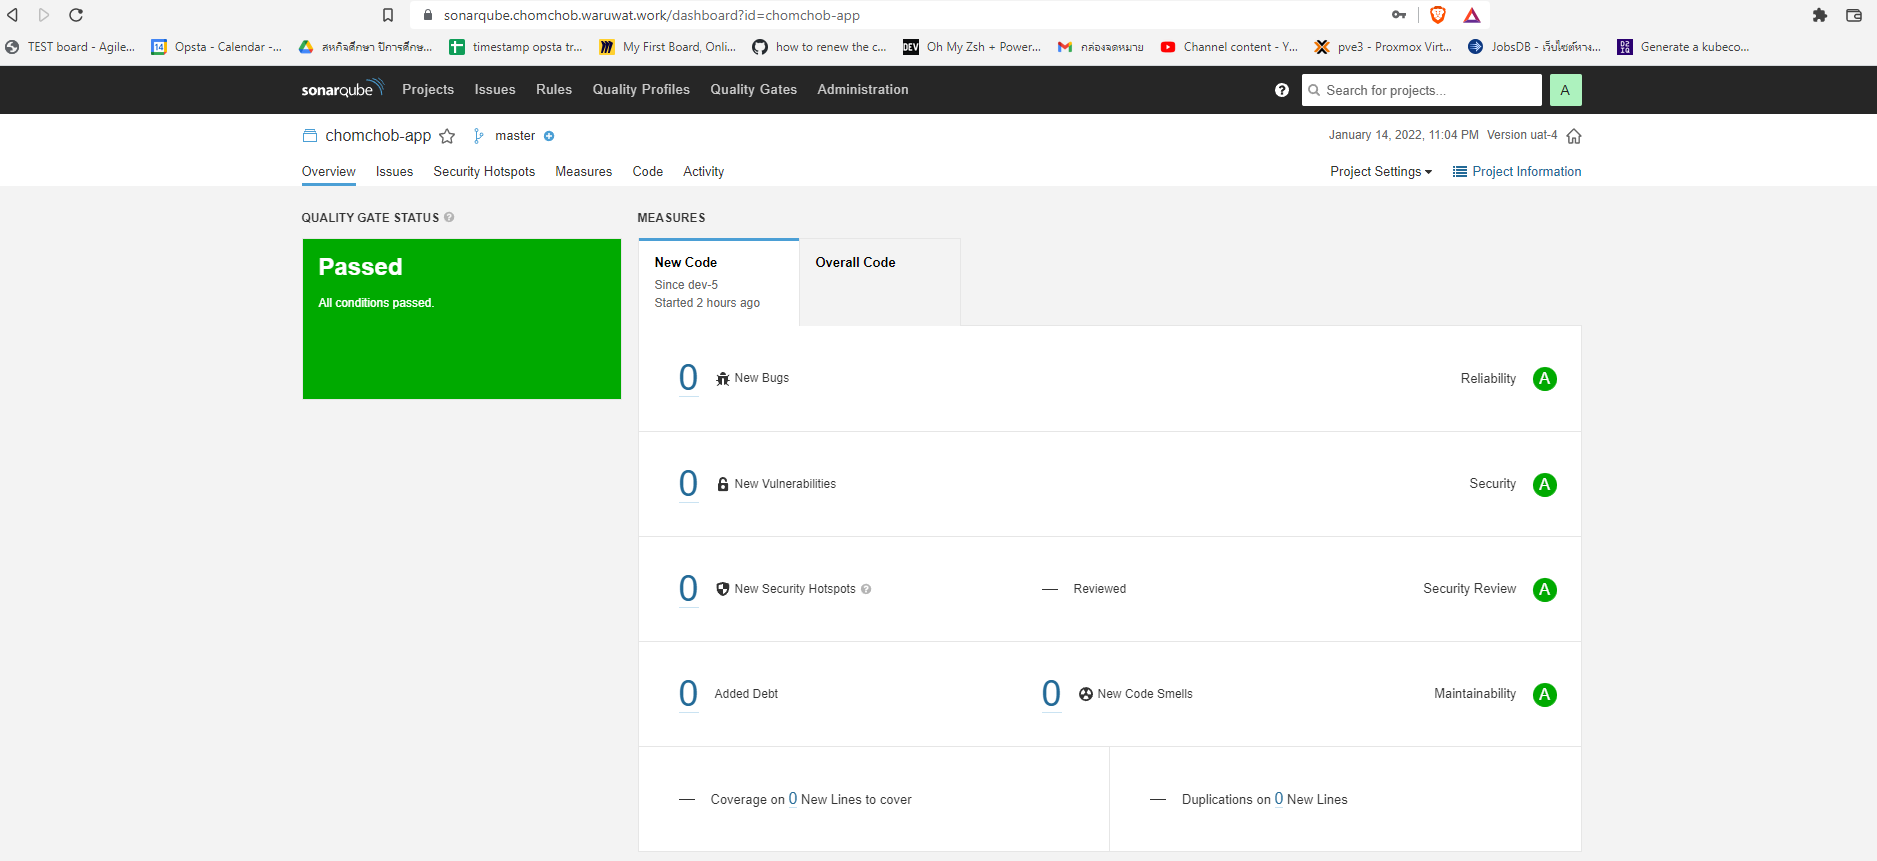 sonarqube.chomchob.waruwat.work/dashboard?id=chomchob-app
TEST board - Agile... Opsta - Calendar -... สหกิจศึกษา ปีการศึกษ... timestamp opsta tr... My First Board, Onli... how to renew the c... Oh My Zsh + Power... กล่องจดหมาย Channel content - Y... pve3 - Proxmox Virt... JobsDB - เว็บไซต์หาง... Generate a kubeco...
sonarqube Projects Issues Rules Quality Profiles Quality Gates Administration Search for projects... A
chomchob-app master January 14, 2022, 11:04 PM Version uat-4
Overview Issues Security Hotspots Measures Code Activity Project Settings Project Information
QUALITY GATE STATUS
Passed
All conditions passed.
MEASURES
New Code
Since dev-5
Started 2 hours ago
Overall Code
0 New Bugs Reliability A
0 New Vulnerabilities Security A
0 New Security Hotspots — Reviewed Security Review A
0 Added Debt 0 New Code Smells Maintainability A
— Coverage on 0 New Lines to cover — Duplications on 0 New Lines